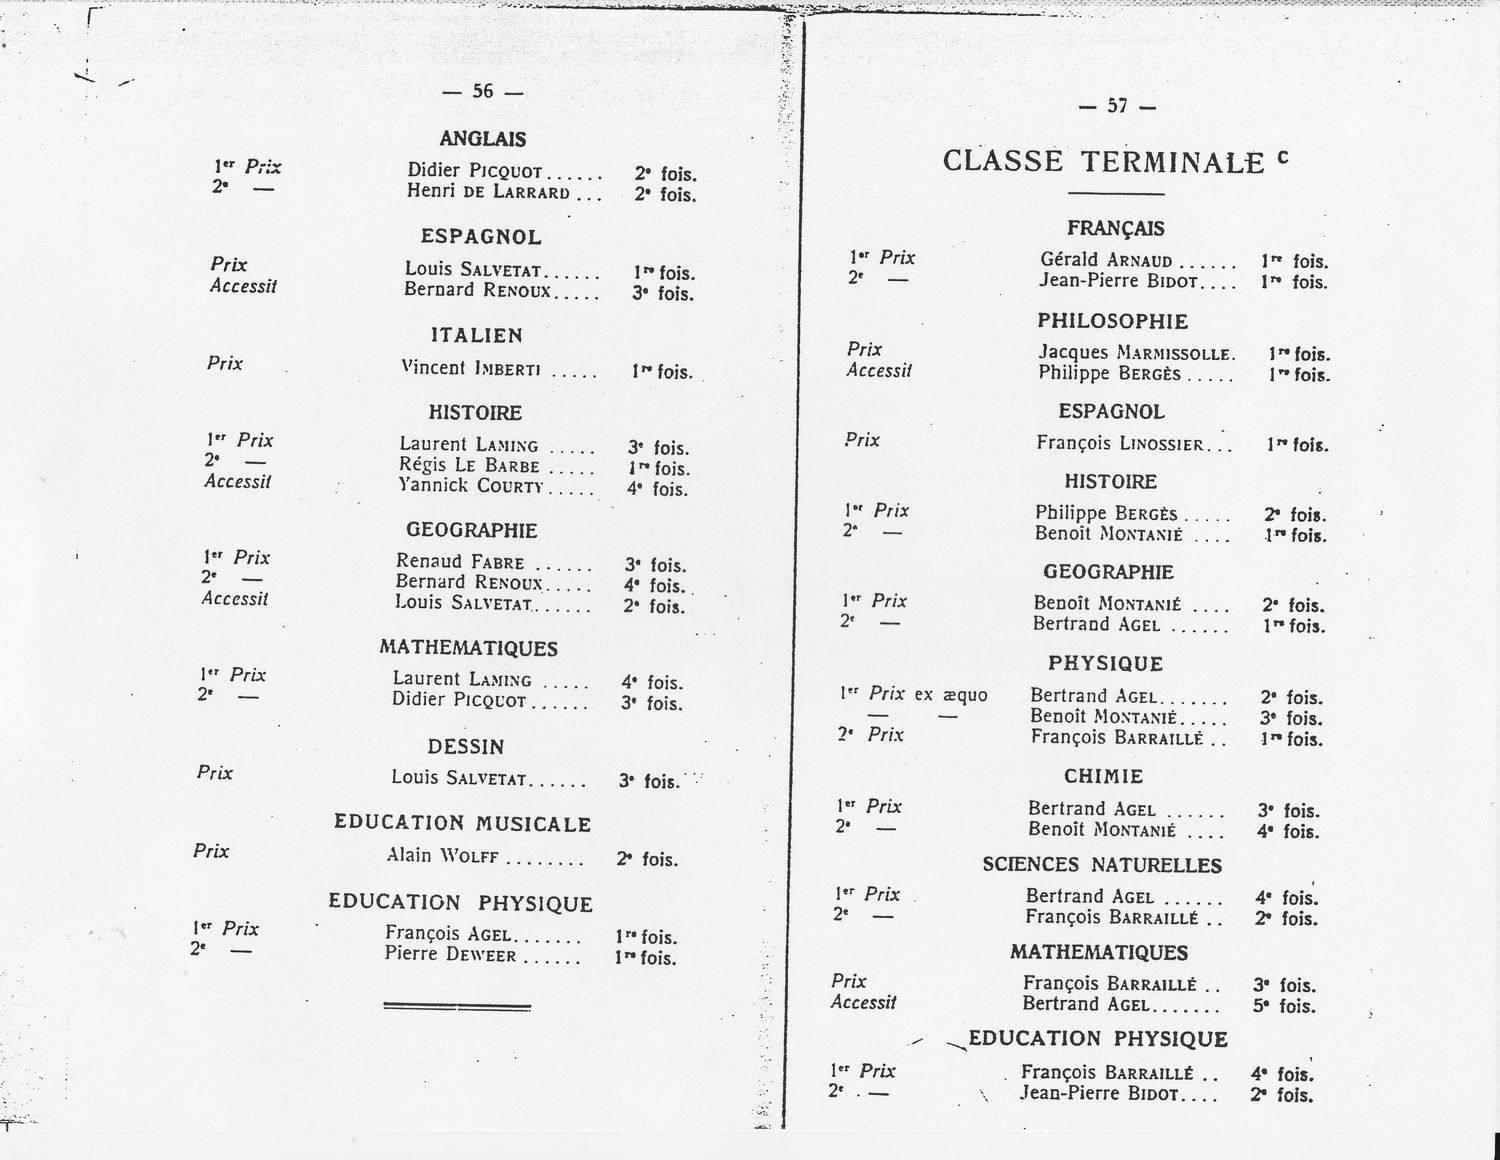 — 56 —
ANGLAIS
1er Prix Didier PICQUOT...... 2e fois.
2e — Henri DE LARRARD... 2e fois.
ESPAGNOL
Prix Louis SALVETAT...... 1re fois.
Accessit Bernard RENOUX..... 3e fois.
ITALIEN
Prix Vincent IMBERTI ..... 1re fois.
HISTOIRE
1er Prix Laurent LAMING ..... 3e fois.
2e — Régis LE BARBE ..... 1re fois.
Accessit Yannick COURTY..... 4e fois.
GEOGRAPHIE
1er Prix Renaud FABRE ...... 3e fois.
2e — Bernard RENOUX..... 4e fois.
Accessit Louis SALVETAT....... 2e fois.
MATHEMATIQUES
1er Prix Laurent LAMING ..... 4e fois.
2e — Didier PICQUOT...... 3e fois.
DESSIN
Prix Louis SALVETAT...... 3e fois.
EDUCATION MUSICALE
Prix Alain WOLFF ........ 2e fois.
EDUCATION PHYSIQUE
1er Prix François AGEL....... 1re fois.
2e — Pierre DEWEER ...... 1re fois.
— 57 —
CLASSE TERMINALE C
FRANÇAIS
1er Prix Gérald ARNAUD ...... 1re fois.
2e — Jean-Pierre BIDOT.... 1re fois.
PHILOSOPHIE
Prix Jacques MARMISSOLLE. 1re fois.
Accessit Philippe BERGÈS ..... 1re fois.
ESPAGNOL
Prix François LINOSSIER... 1re fois.
HISTOIRE
1er Prix Philippe BERGÈS ..... 2e fois.
2e — Benoît MONTANIÉ .... 1re fois.
GEOGRAPHIE
1er Prix Benoît MONTANIÉ .... 2e fois.
2e — Bertrand AGEL ...... 1re fois.
PHYSIQUE
1er Prix ex æquo Bertrand AGEL....... 2e fois.
— — Benoît MONTANIÉ..... 3e fois.
2e Prix François BARRAILLÉ .. 1re fois.
CHIMIE
1er Prix Bertrand AGEL ...... 3e fois.
2e — Benoît MONTANIÉ .... 4e fois.
SCIENCES NATURELLES
1er Prix Bertrand AGEL ...... 4e fois.
2e — François BARRAILLÉ .. 2e fois.
MATHEMATIQUES
Prix François BARRAILLÉ .. 3e fois.
Accessit Bertrand AGEL....... 5e fois.
EDUCATION PHYSIQUE
1er Prix François BARRAILLÉ .. 4e fois.
2e — Jean-Pierre BIDOT.... 2e fois.